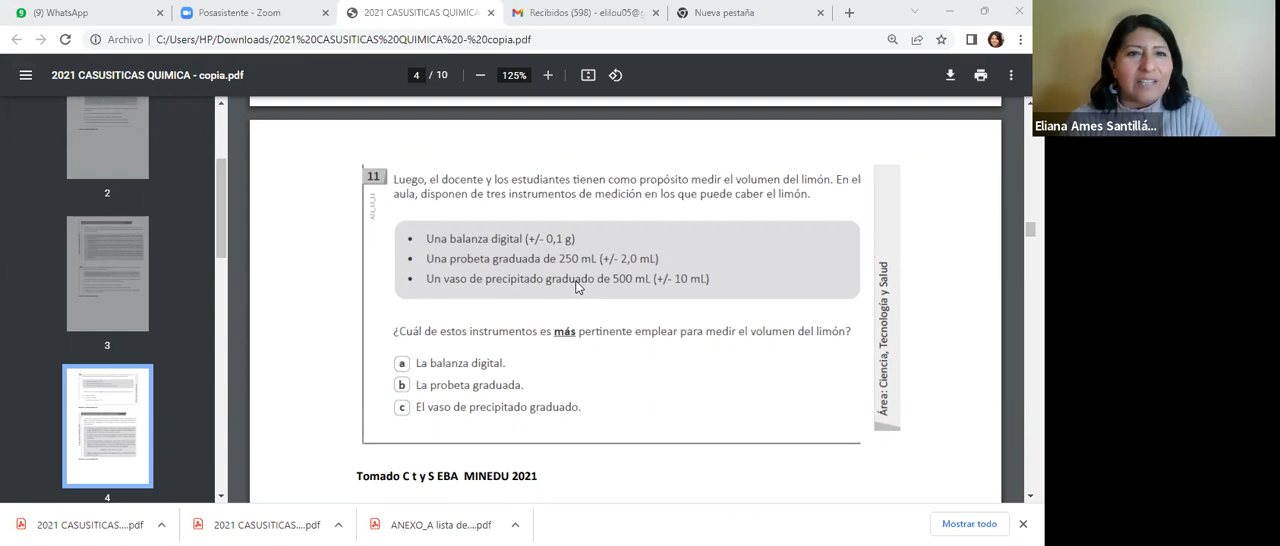 (9) WhatsApp
Posasistente - Zoom
2021 CASUSITICAS QUIMICA
Recibidos (598) - elilou05@g
Nueva pestaña
Archivo
C:/Users/HP/Downloads/2021%20CASUSITICAS%20QUIMICA%20-%20copia.pdf
2021 CASUSITICAS QUIMICA - copia.pdf
4 / 10
125%
Eliana Ames Santillá...
2
3
4
11
Luego, el docente y los estudiantes tienen como propósito medir el volumen del limón. En el
aula, disponen de tres instrumentos de medición en los que puede caber el limón.
• Una balanza digital (+/- 0,1 g)
• Una probeta graduada de 250 mL (+/- 2,0 mL)
• Un vaso de precipitado graduado de 500 mL (+/- 10 mL)
¿Cuál de estos instrumentos es más pertinente emplear para medir el volumen del limón?
a La balanza digital.
b La probeta graduada.
c El vaso de precipitado graduado.
Área: Ciencia, Tecnología y Salud
Tomado C t y S EBA MINEDU 2021
2021 CASUSITICAS....pdf
2021 CASUSITICAS....pdf
ANEXO_A lista de....pdf
Mostrar todo